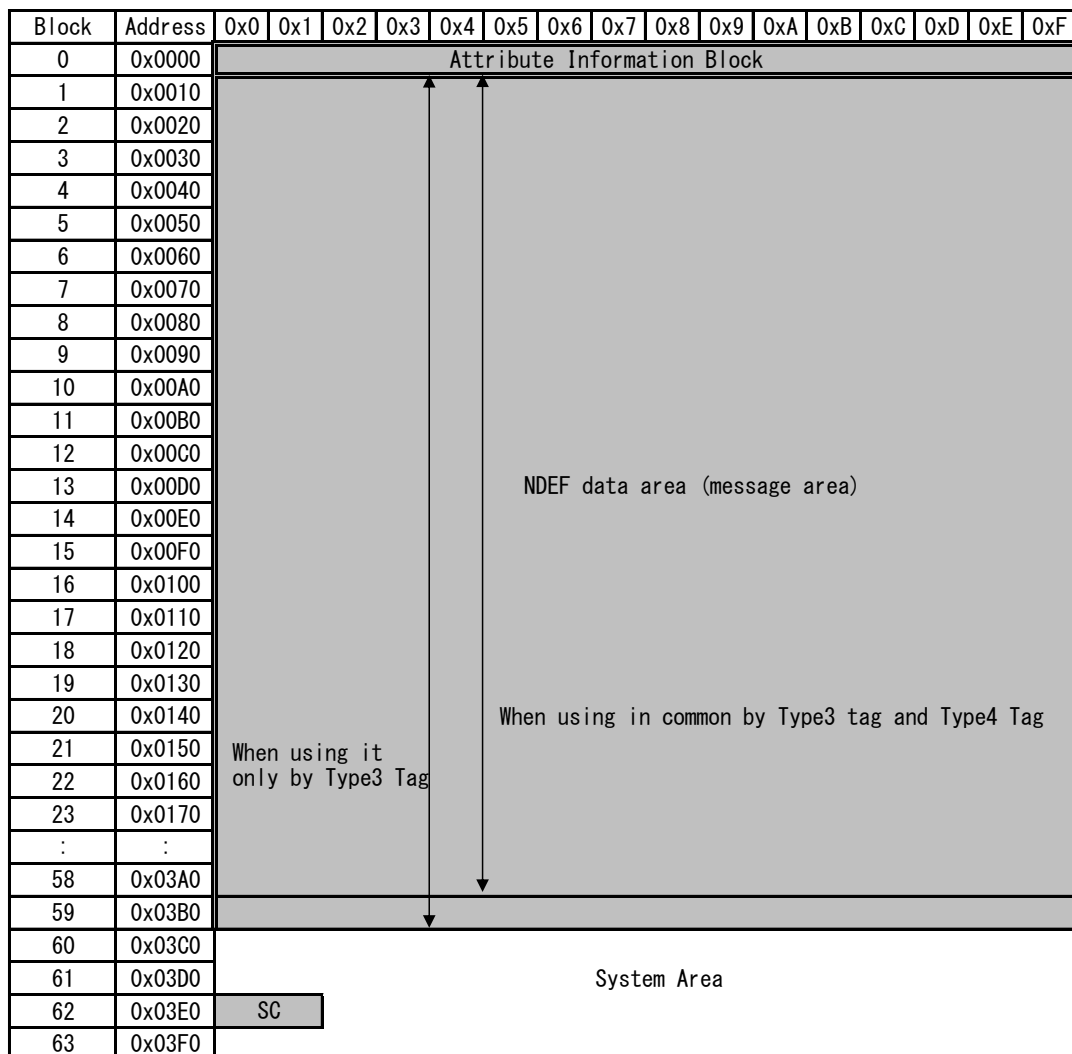 Block Address 0x0 0x1 0x2 0x3 0x4 0x5 0x6 0x7 0x8 0x9 0xA 0xB 0xC 0xD 0xE 0xF
0 0x0000 Attribute Information Block
1 0x0010
2 0x0020
3 0x0030
4 0x0040
5 0x0050
6 0x0060
7 0x0070
8 0x0080
9 0x0090
10 0x00A0
11 0x00B0
12 0x00C0
13 0x00D0 NDEF data area (message area)
14 0x00E0
15 0x00F0
16 0x0100
17 0x0110
18 0x0120
19 0x0130
20 0x0140 When using in common by Type3 tag and Type4 Tag
21 0x0150 When using it
22 0x0160 only by Type3 Tag
23 0x0170
: :
58 0x03A0
59 0x03B0
60 0x03C0
61 0x03D0 System Area
62 0x03E0 SC
63 0x03F0